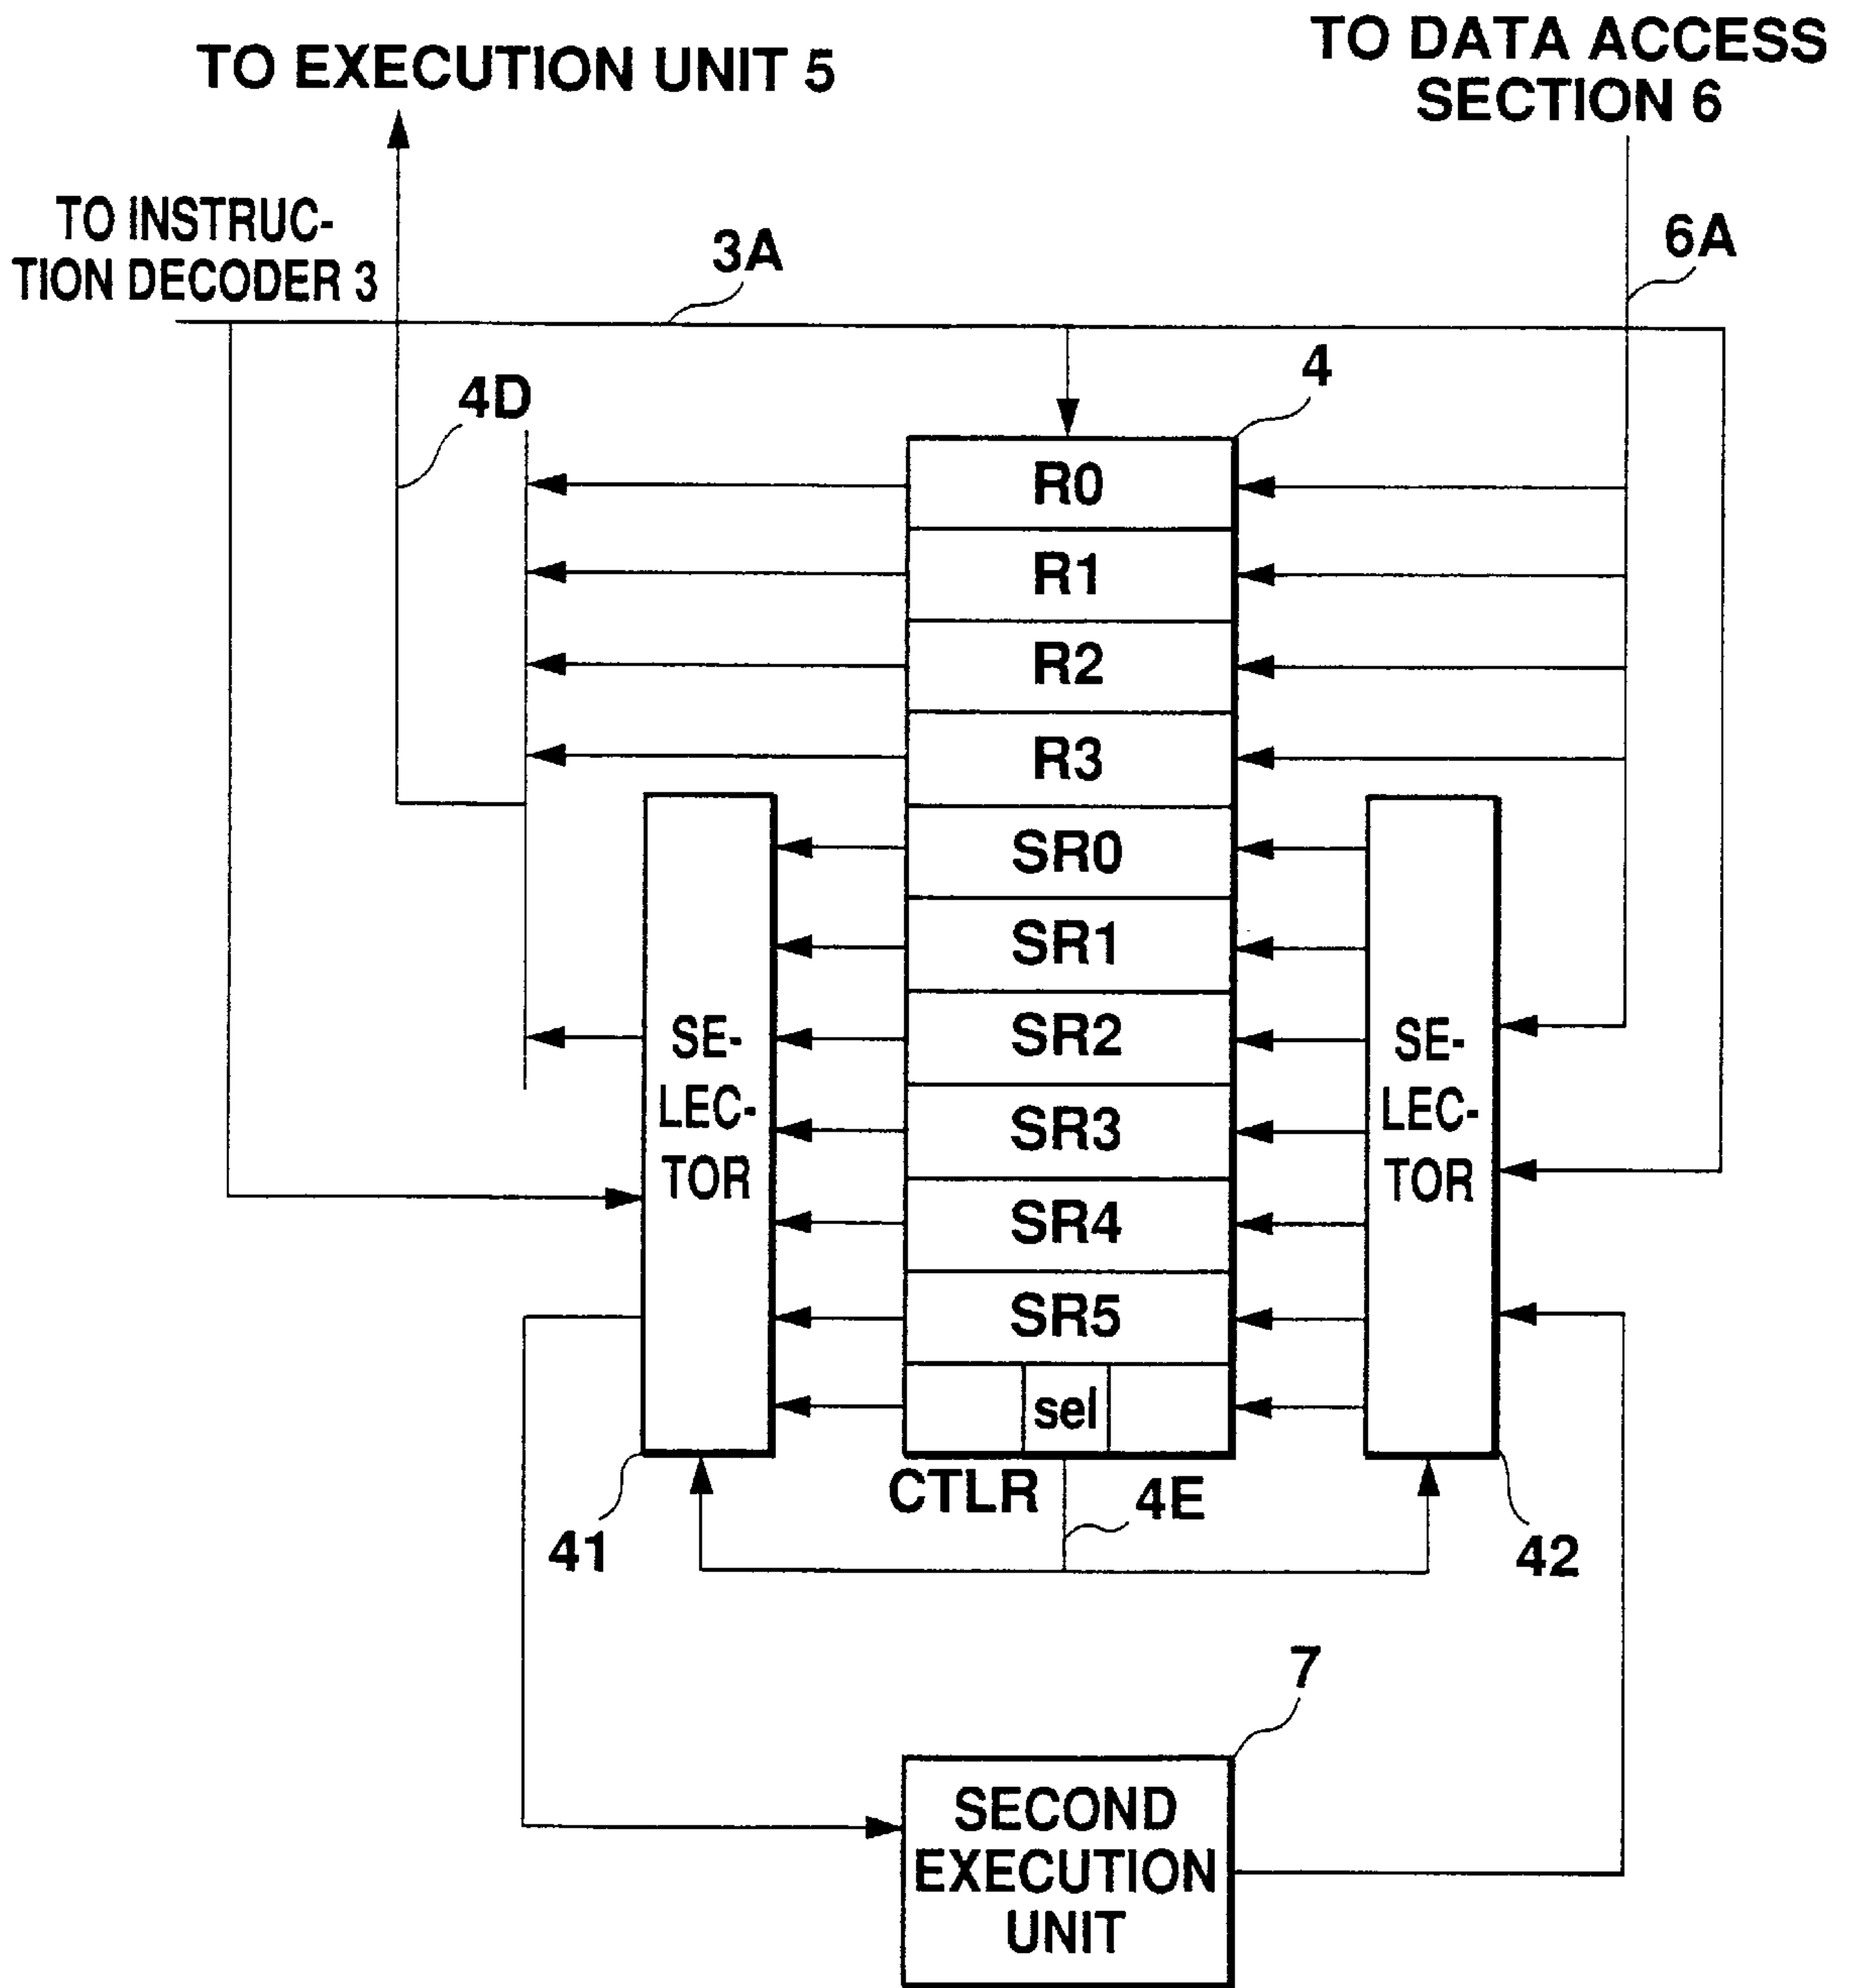 TO EXECUTION UNIT 5
TO DATA ACCESS
SECTION 6
TO INSTRUC-
TION DECODER 3
3A
6A
4D
4
R0
R1
R2
R3
SR0
SR1
SR2
SR3
SR4
SR5
sel
SE-
LEC-
TOR
SE-
LEC-
TOR
CTLR
4E
41
42
7
SECOND
EXECUTION
UNIT